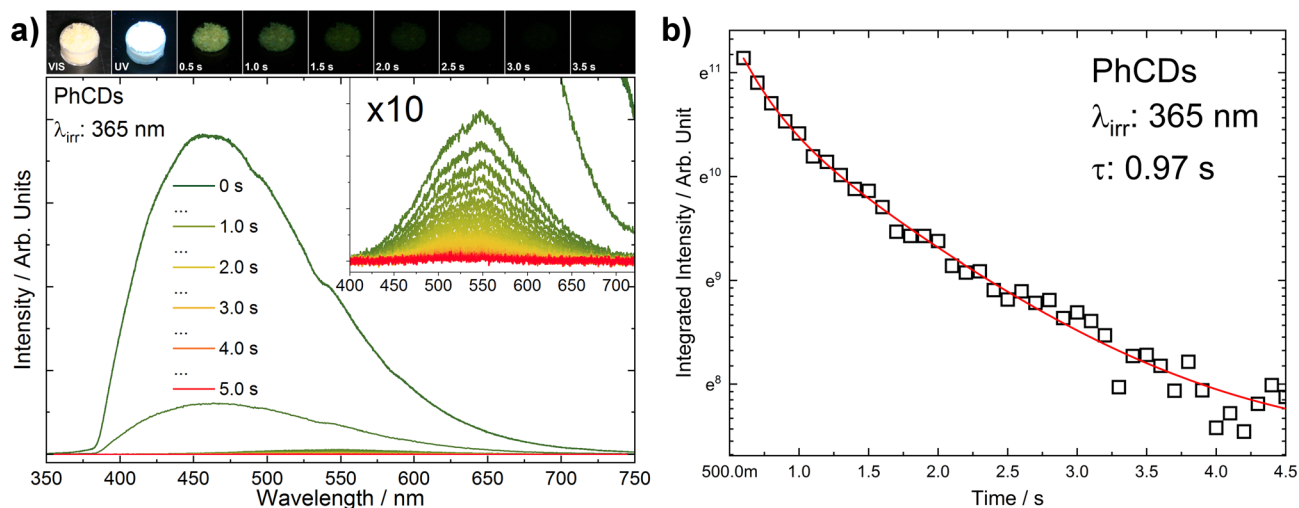 a)
VIS
UV
0.5 s
1.0 s
1.5 s
2.0 s
2.5 s
3.0 s
3.5 s
PhCDs
λirr: 365 nm
x10
0 s
...
1.0 s
...
2.0 s
...
3.0 s
...
4.0 s
...
5.0 s
400 450 500 550 600 650 700
Intensity / Arb. Units
350 400 450 500 550 600 650 700 750
Wavelength / nm
b)
PhCDs
λirr: 365 nm
τ: 0.97 s
Integrated Intensity / Arb. Unit
e11
e10
e9
e8
500.0m 1.0 1.5 2.0 2.5 3.0 3.5 4.0 4.5
Time / s